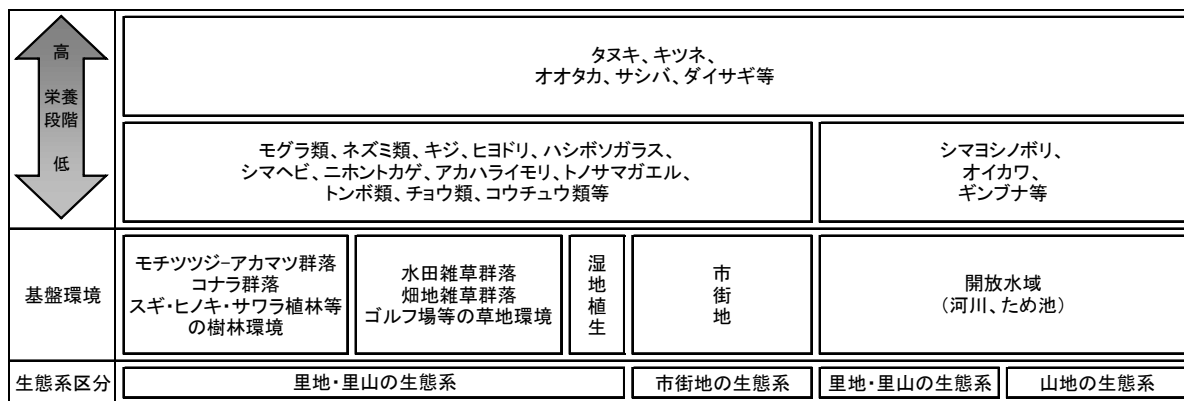 高
栄養
段階
低
タヌキ、キツネ、
オオタカ、サシバ、ダイサギ等
モグラ類、ネズミ類、キジ、ヒヨドリ、ハシボソガラス、
シマヘビ、ニホントカゲ、アカハライモリ、トノサマガエル、
トンボ類、チョウ類、コウチュウ類等
シマヨシノボリ、
オイカワ、
ギンブナ等
基盤環境
モチツツジ-アカマツ群落
コナラ群落
スギ・ヒノキ・サワラ植林等
の樹林環境
水田雑草群落
畑地雑草群落
ゴルフ場等の草地環境
湿
地
植
生
市
街
地
開放水域
(河川、ため池)
生態系区分
里地・里山の生態系
市街地の生態系
里地・里山の生態系
山地の生態系